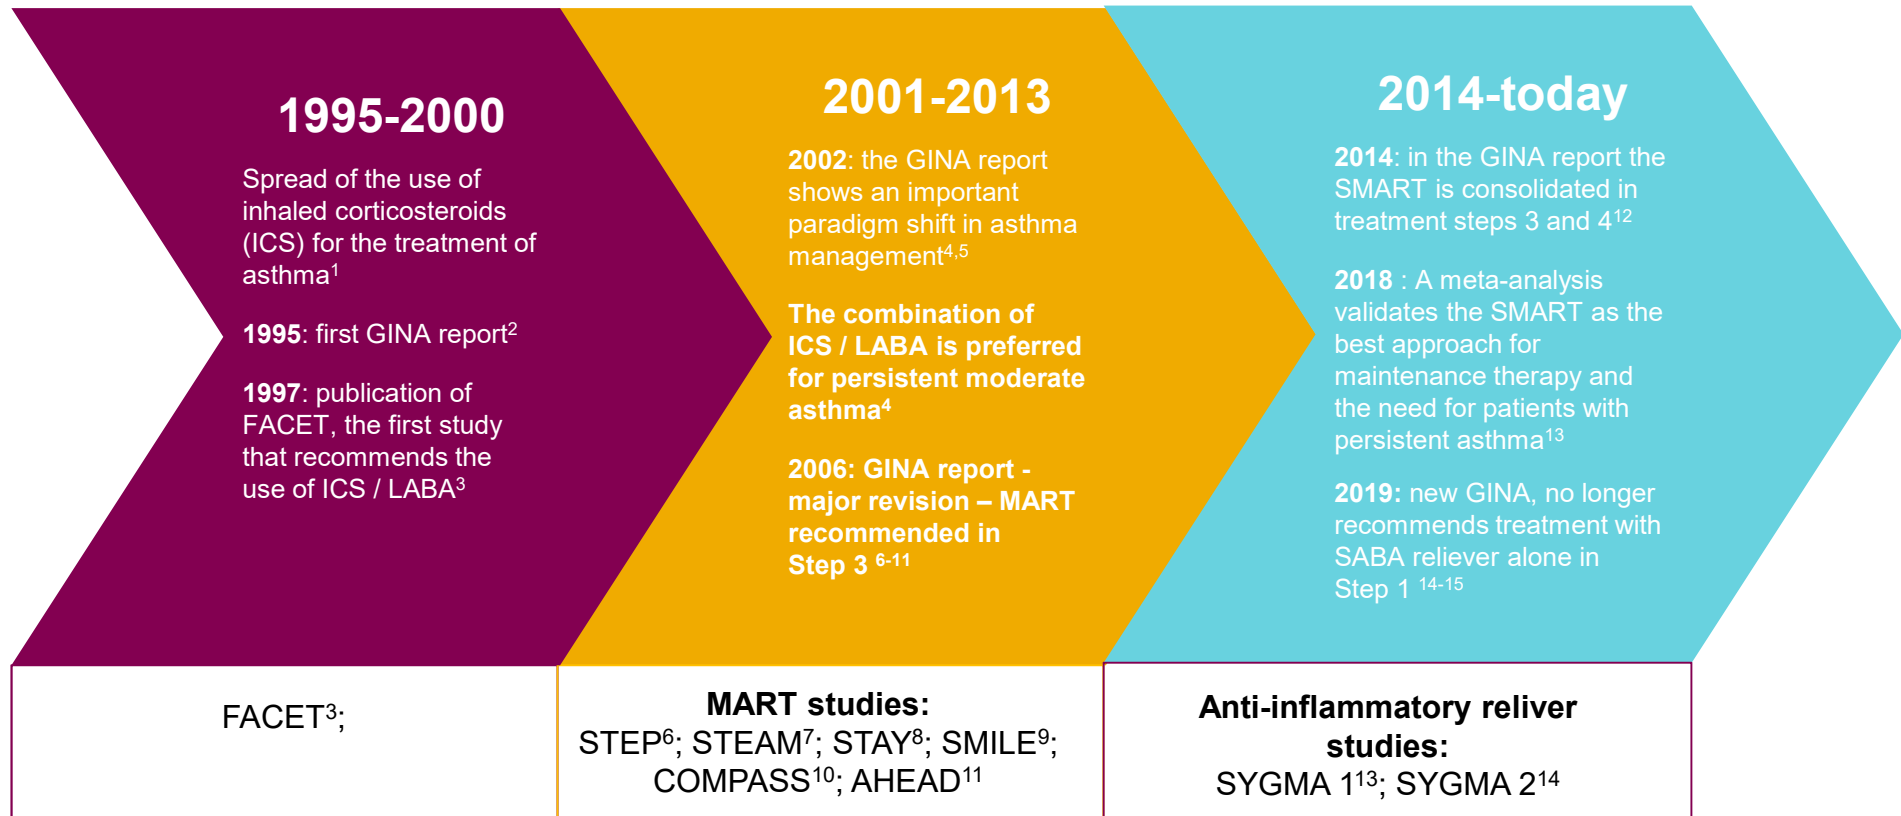 1995-2000
Spread of the use of
inhaled corticosteroids
(ICS) for the treatment of
asthma¹
1995: first GINA report²
1997: publication of
FACET, the first study
that recommends the
use of ICS / LABA³
2001-2013
2002: the GINA report
shows an important
paradigm shift in asthma
management⁴,⁵
The combination of
ICS / LABA is preferred
for persistent moderate
asthma⁴
2006: GINA report -
major revision – MART
recommended in
Step 3 ⁶⁻¹¹
2014-today
2014: in the GINA report the
SMART is consolidated in
treatment steps 3 and 4¹²
2018 : A meta-analysis
validates the SMART as the
best approach for
maintenance therapy and
the need for patients with
persistent asthma¹³
2019: new GINA, no longer
recommends treatment with
SABA reliever alone in
Step 1 ¹⁴⁻¹⁵
FACET³;
MART studies:
STEP⁶; STEAM⁷; STAY⁸; SMILE⁹;
COMPASS¹⁰; AHEAD¹¹
Anti-inflammatory reliver
studies:
SYGMA 1¹³; SYGMA 2¹⁴